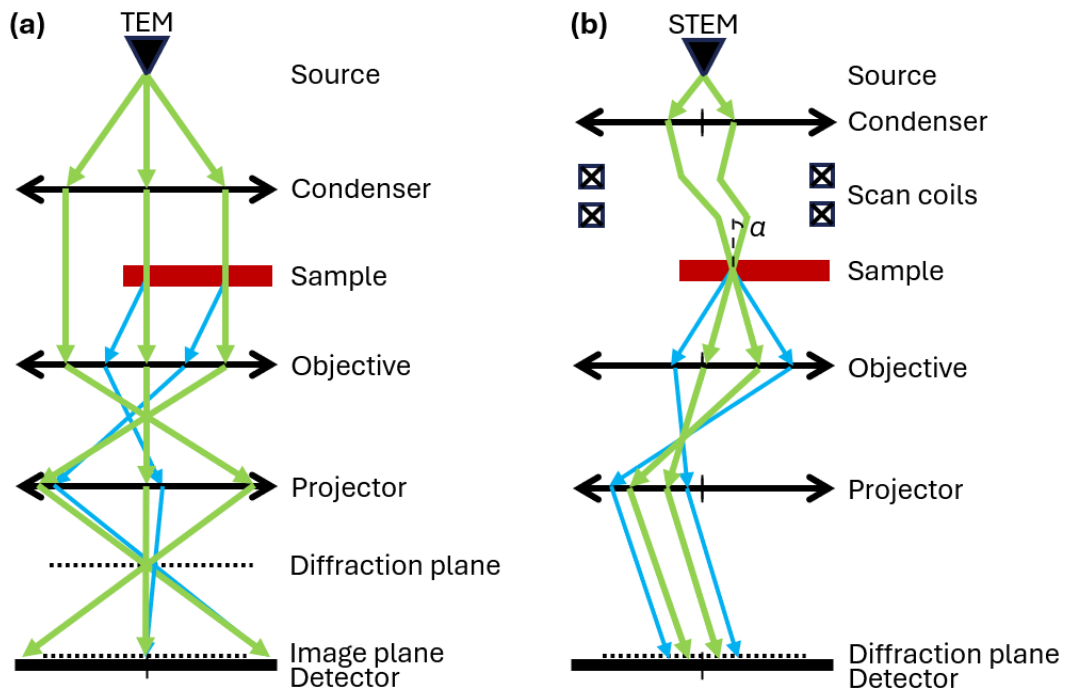 (a)
TEM
Source
Condenser
Sample
Objective
Projector
Diffraction plane
Image plane
Detector
(b)
STEM
Source
Condenser
Scan coils
α
Sample
Objective
Projector
Diffraction plane
Detector